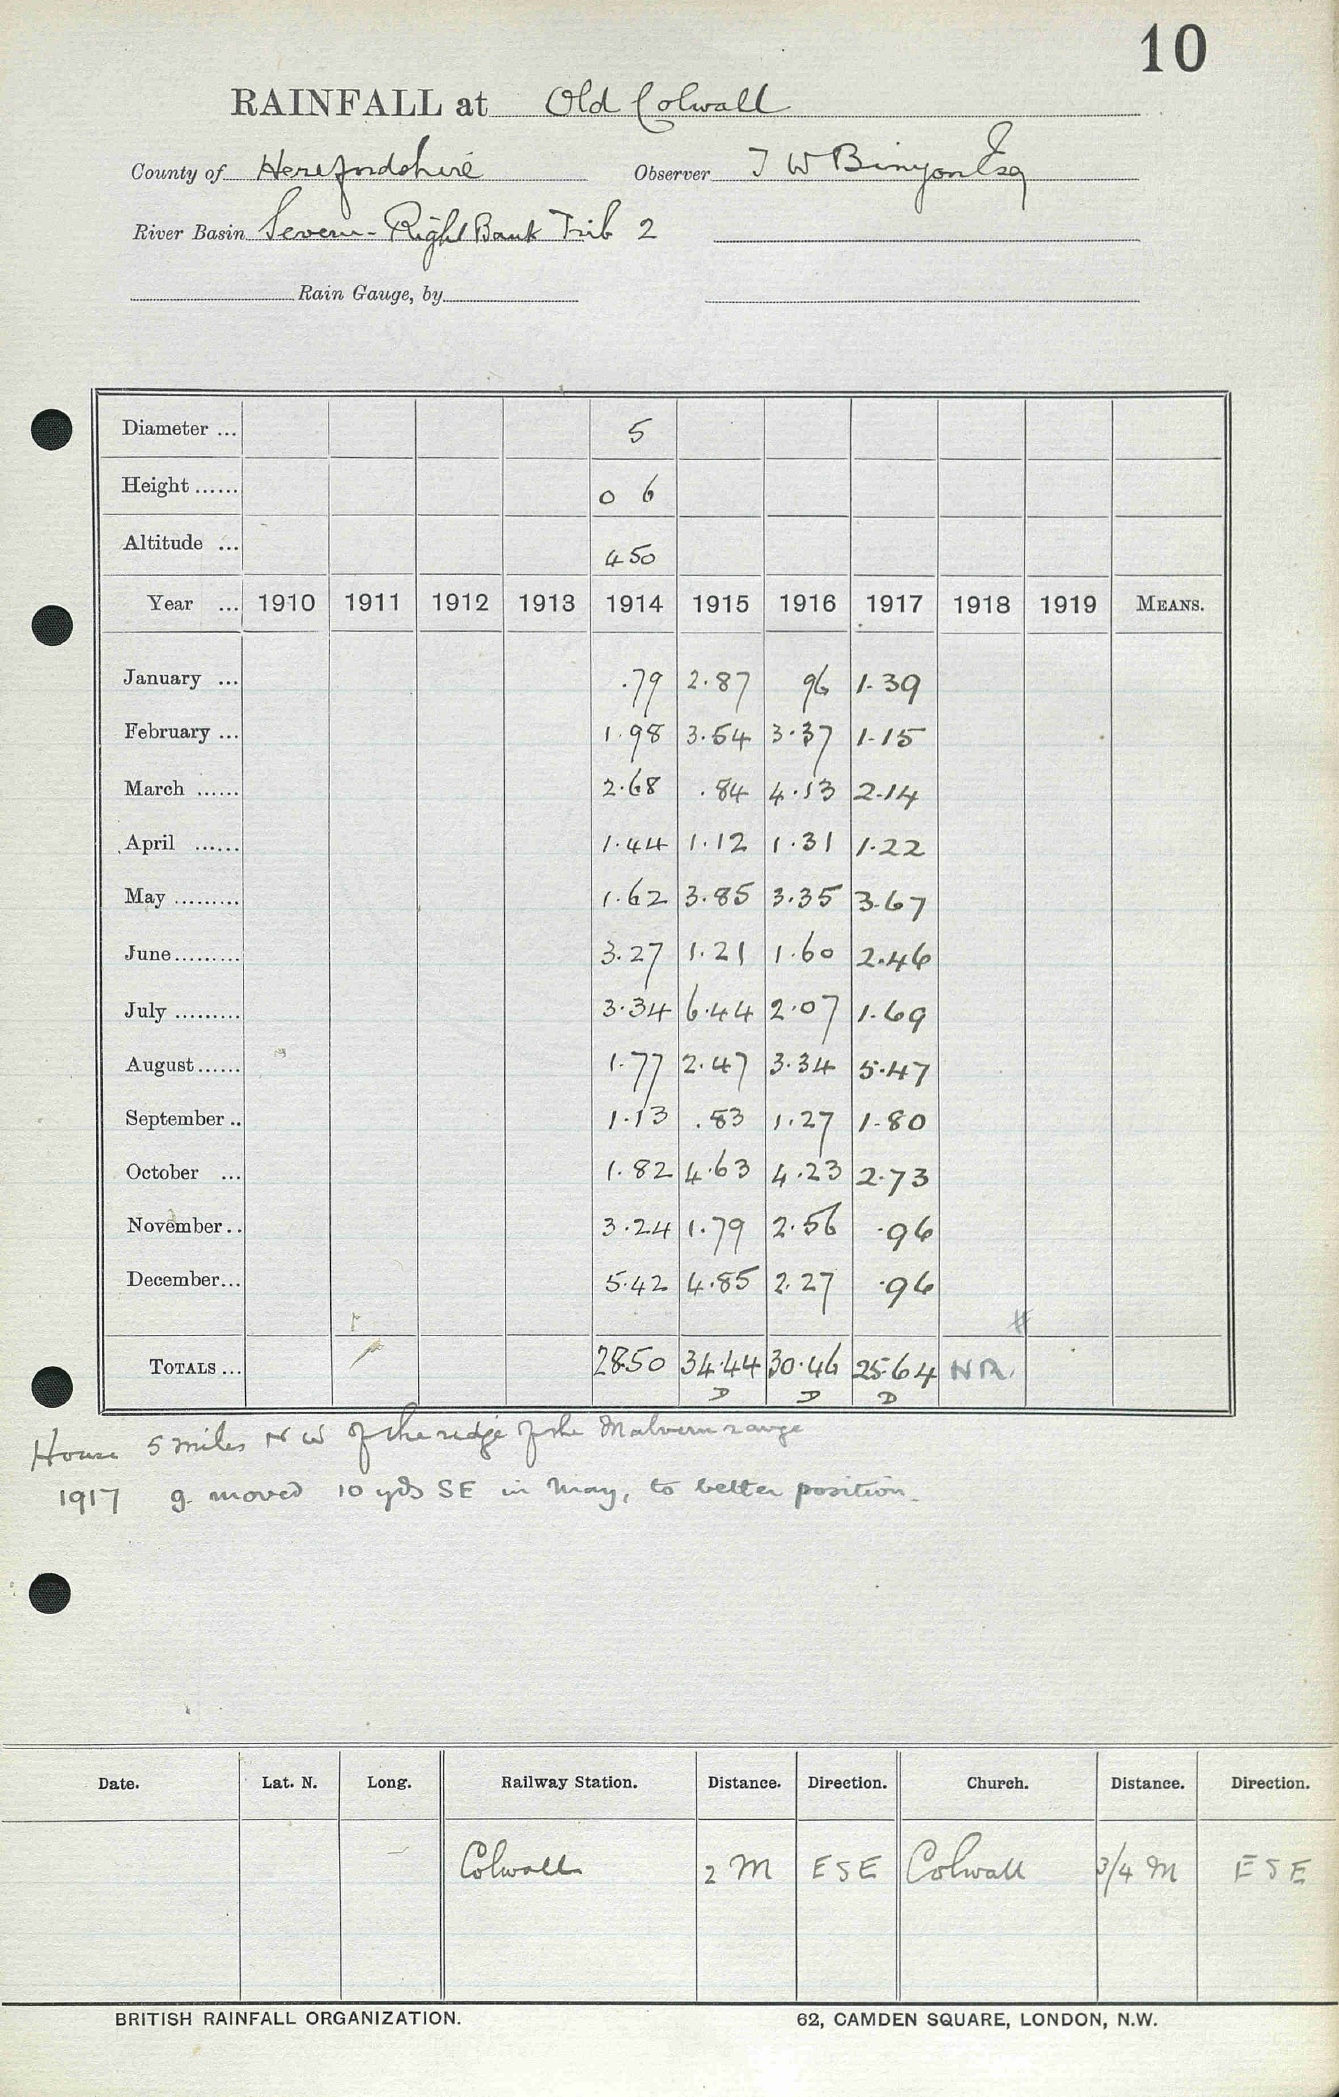 10
RAINFALL at Old Colwall
County of Herefordshire Observer J W Binyon Esq
River Basin Severn - Right Bank Trib 2
Rain Gauge, by
Diameter ... 5
Height ...... 0 6
Altitude ... 450
Year ... 1910 1911 1912 1913 1914 1915 1916 1917 1918 1919 MEANS.
January ... .79 2.87 96 1.39
February ... 1.98 3.54 3.37 1.15
March ...... 2.68 .84 4.13 2.14
April ...... 1.44 1.12 1.31 1.22
May ......... 1.62 3.85 3.35 3.67
June......... 3.27 1.21 1.60 2.46
July ......... 3.34 6.44 2.07 1.69
August...... 1.77 2.47 3.34 5.47
September .. 1.13 .83 1.27 1.80
October ... 1.82 4.63 4.23 2.73
November.. 3.24 1.79 2.56 .96
December... 5.42 4.85 2.27 .96
TOTALS ... 28.50 34.44 30.46 25.64 NR
D D D
House 5 miles N W of the ridge of the Malvern range
1917 g. moved 10 yds SE in May, to better position.
Date. Lat. N. Long. Railway Station. Distance. Direction. Church. Distance. Direction.
Colwall 2 M ESE Colwall 3/4 M ESE
BRITISH RAINFALL ORGANIZATION. 62, CAMDEN SQUARE, LONDON, N.W.